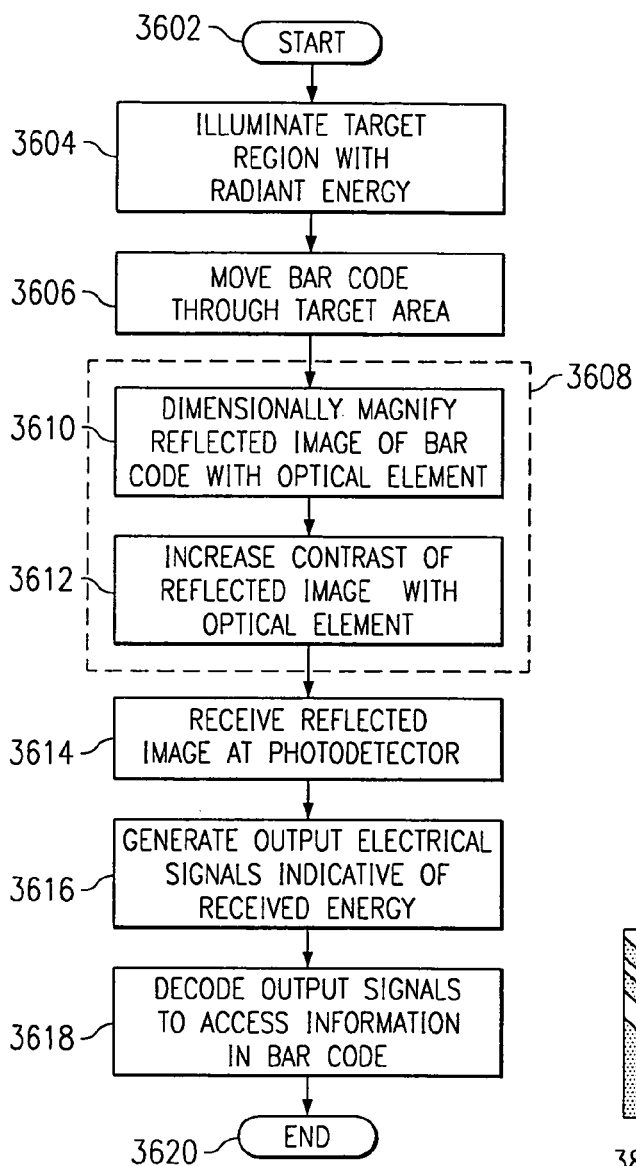 3602
START
3604
ILLUMINATE TARGET
REGION WITH
RADIANT ENERGY
3606
MOVE BAR CODE
THROUGH TARGET AREA
3608
3610
DIMENSIONALLY MAGNIFY
REFLECTED IMAGE OF BAR
CODE WITH OPTICAL ELEMENT
3612
INCREASE CONTRAST OF
REFLECTED IMAGE WITH
OPTICAL ELEMENT
3614
RECEIVE REFLECTED
IMAGE AT PHOTODETECTOR
3616
GENERATE OUTPUT ELECTRICAL
SIGNALS INDICATIVE OF
RECEIVED ENERGY
3618
DECODE OUTPUT SIGNALS
TO ACCESS INFORMATION
IN BAR CODE
3620
END